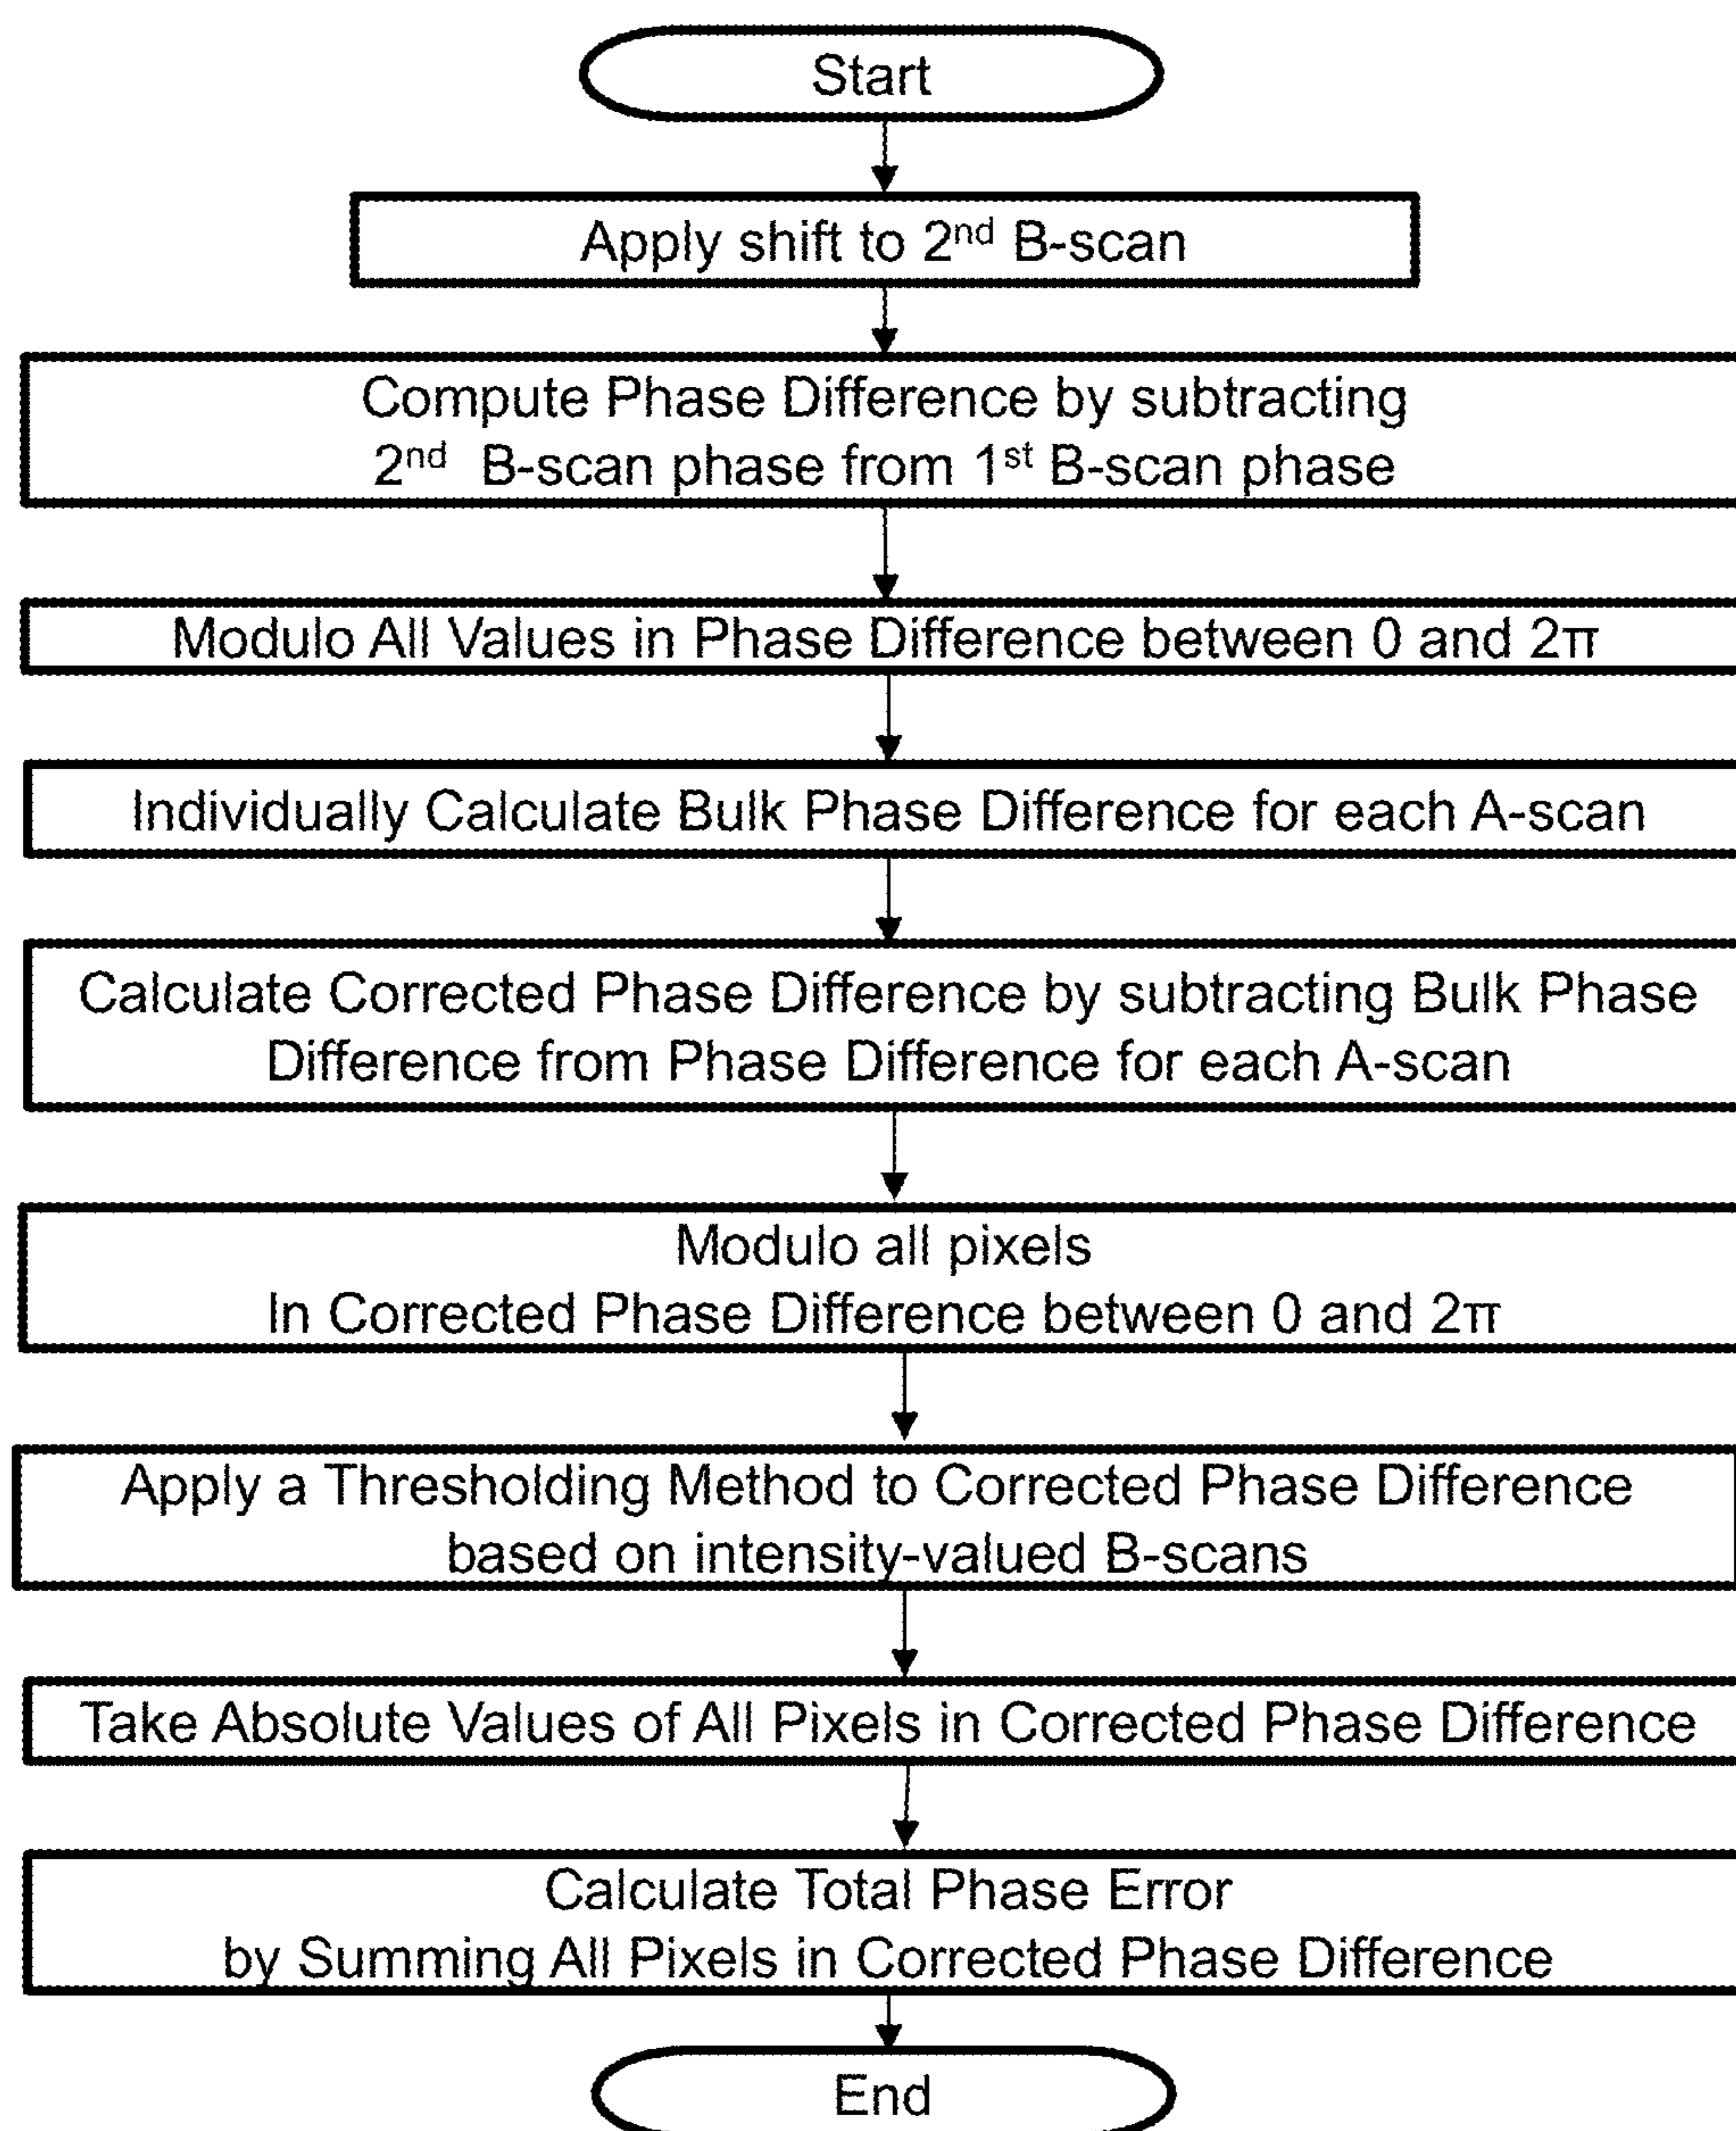 Start
Apply shift to 2nd B-scan
Compute Phase Difference by subtracting
2nd B-scan phase from 1st B-scan phase
Modulo All Values in Phase Difference between 0 and 2π
Individually Calculate Bulk Phase Difference for each A-scan
Calculate Corrected Phase Difference by subtracting Bulk Phase
Difference from Phase Difference for each A-scan
Modulo all pixels
In Corrected Phase Difference between 0 and 2π
Apply a Thresholding Method to Corrected Phase Difference
based on intensity-valued B-scans
Take Absolute Values of All Pixels in Corrected Phase Difference
Calculate Total Phase Error
by Summing All Pixels in Corrected Phase Difference
End